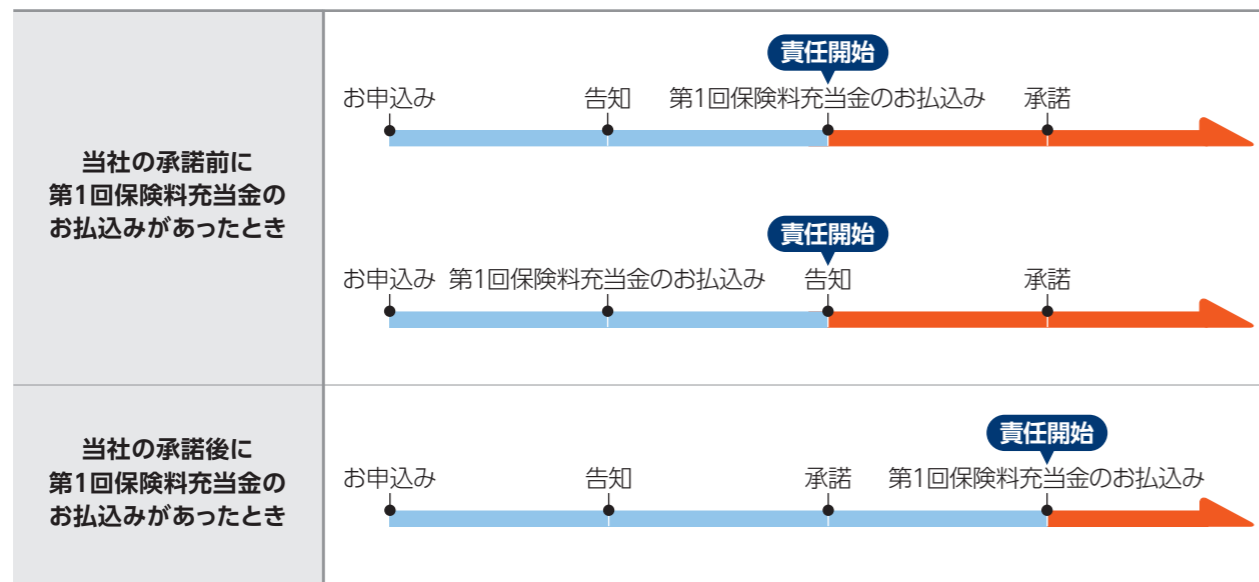 当社の承諾前に
第1回保険料充当金の
お払込みがあったとき
責任開始
お申込み 告知 第1回保険料充当金のお払込み 承諾
責任開始
お申込み 第1回保険料充当金のお払込み 告知 承諾
当社の承諾後に
第1回保険料充当金の
お払込みがあったとき
責任開始
お申込み 告知 承諾 第1回保険料充当金のお払込み